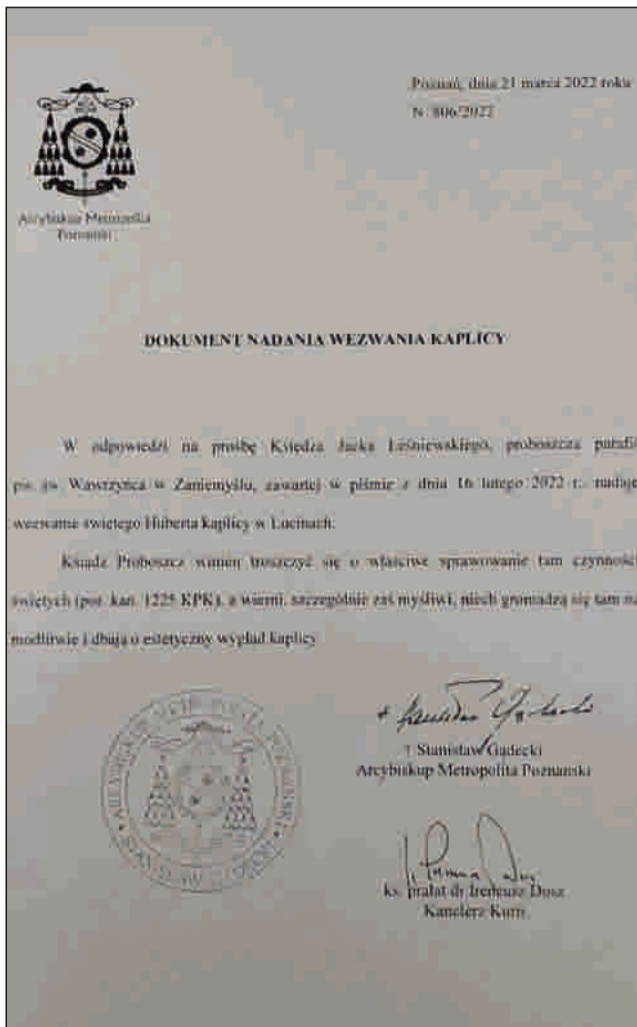 Poznań, dnia 21 marca 2022 roku
N. 806/2022
Arcybiskup Metropolita
Poznański
DOKUMENT NADANIA WEZWANIA KAPLICY
W odpowiedzi na prośbę Księdza Jacka Leśniewskiego, proboszcza parafii
pw. św. Wawrzyńca w Zaniemyślu, zawartej w piśmie z dnia 16 lutego 2022 r., nadaję
wezwanie świętego Huberta kaplicy w Łucinach.
Ksiądz Proboszcz winien troszczyć się o właściwe sprawowanie tam czynności
świętych (por. kan. 1225 KPK), a wierni, szczególnie zaś myśliwi, niech gromadzą się tam na
modlitwie i dbają o estetyczny wygląd kaplicy
† Stanisław Gądecki
Arcybiskup Metropolita Poznański
ks. prałat dr Ireneusz Dosz
Kanclerz Kurii